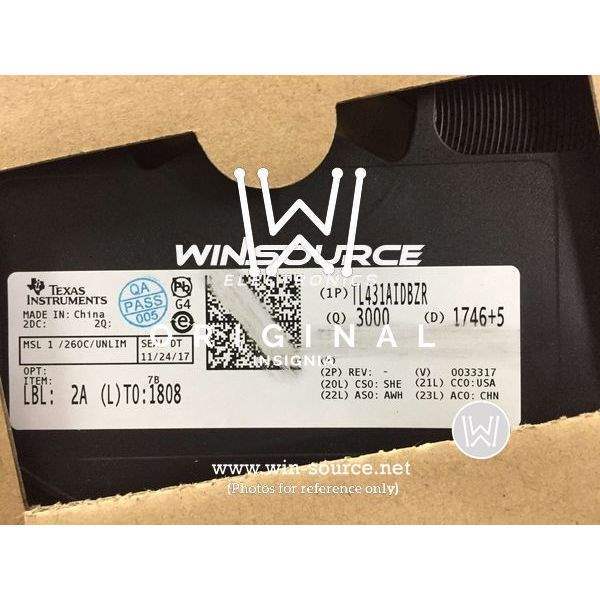 W
WINSOURCE
ELECTRONICS
ORIGINAL
INSIGNIA
TEXAS
INSTRUMENTS
MADE IN: China
2DC: 2Q:
QA
PASS
005
Pb
G4
MSL 1 /260C/UNLIM
SEAL DT
11/24/17
OPT:
ITEM: 7B
LBL: 2A (L)TO:1808
(1P) TL431AIDBZR
(Q) 3000 (D) 1746+5
(2P) REV: - (V) 0033317
(20L) CSO: SHE (21L) CCO:USA
(22L) ASO: AWH (23L) ACO: CHN
W
www.win-source.net
(Photos for reference only)